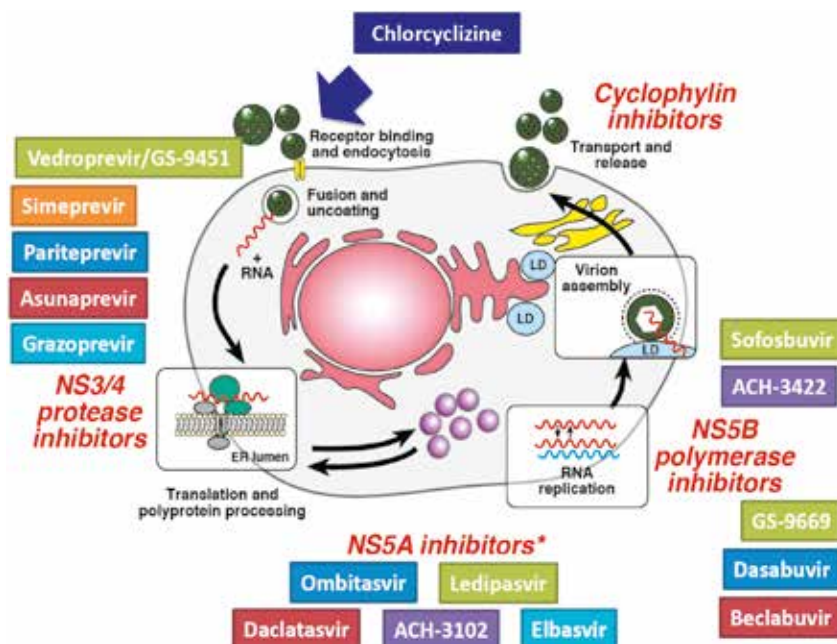 Chlorcyclizine
Cyclophylin
inhibitors
Receptor binding
and endocytosis
Transport and
release
Vedroprevir/GS-9451
Simeprevir
Pariteprevir
Asunaprevir
Grazoprevir
Fusion and
uncoating
+
RNA
LD
LD
Virion
assembly
LD
Sofosbuvir
ACH-3422
NS3/4
protease
inhibitors
ER lumen
Translation and
polyprotein processing
RNA
replication
NS5B
polymerase
inhibitors
GS-9669
Dasabuvir
Beclabuvir
NS5A inhibitors*
Ombitasvir
Ledipasvir
Daclatasvir
ACH-3102
Elbasvir